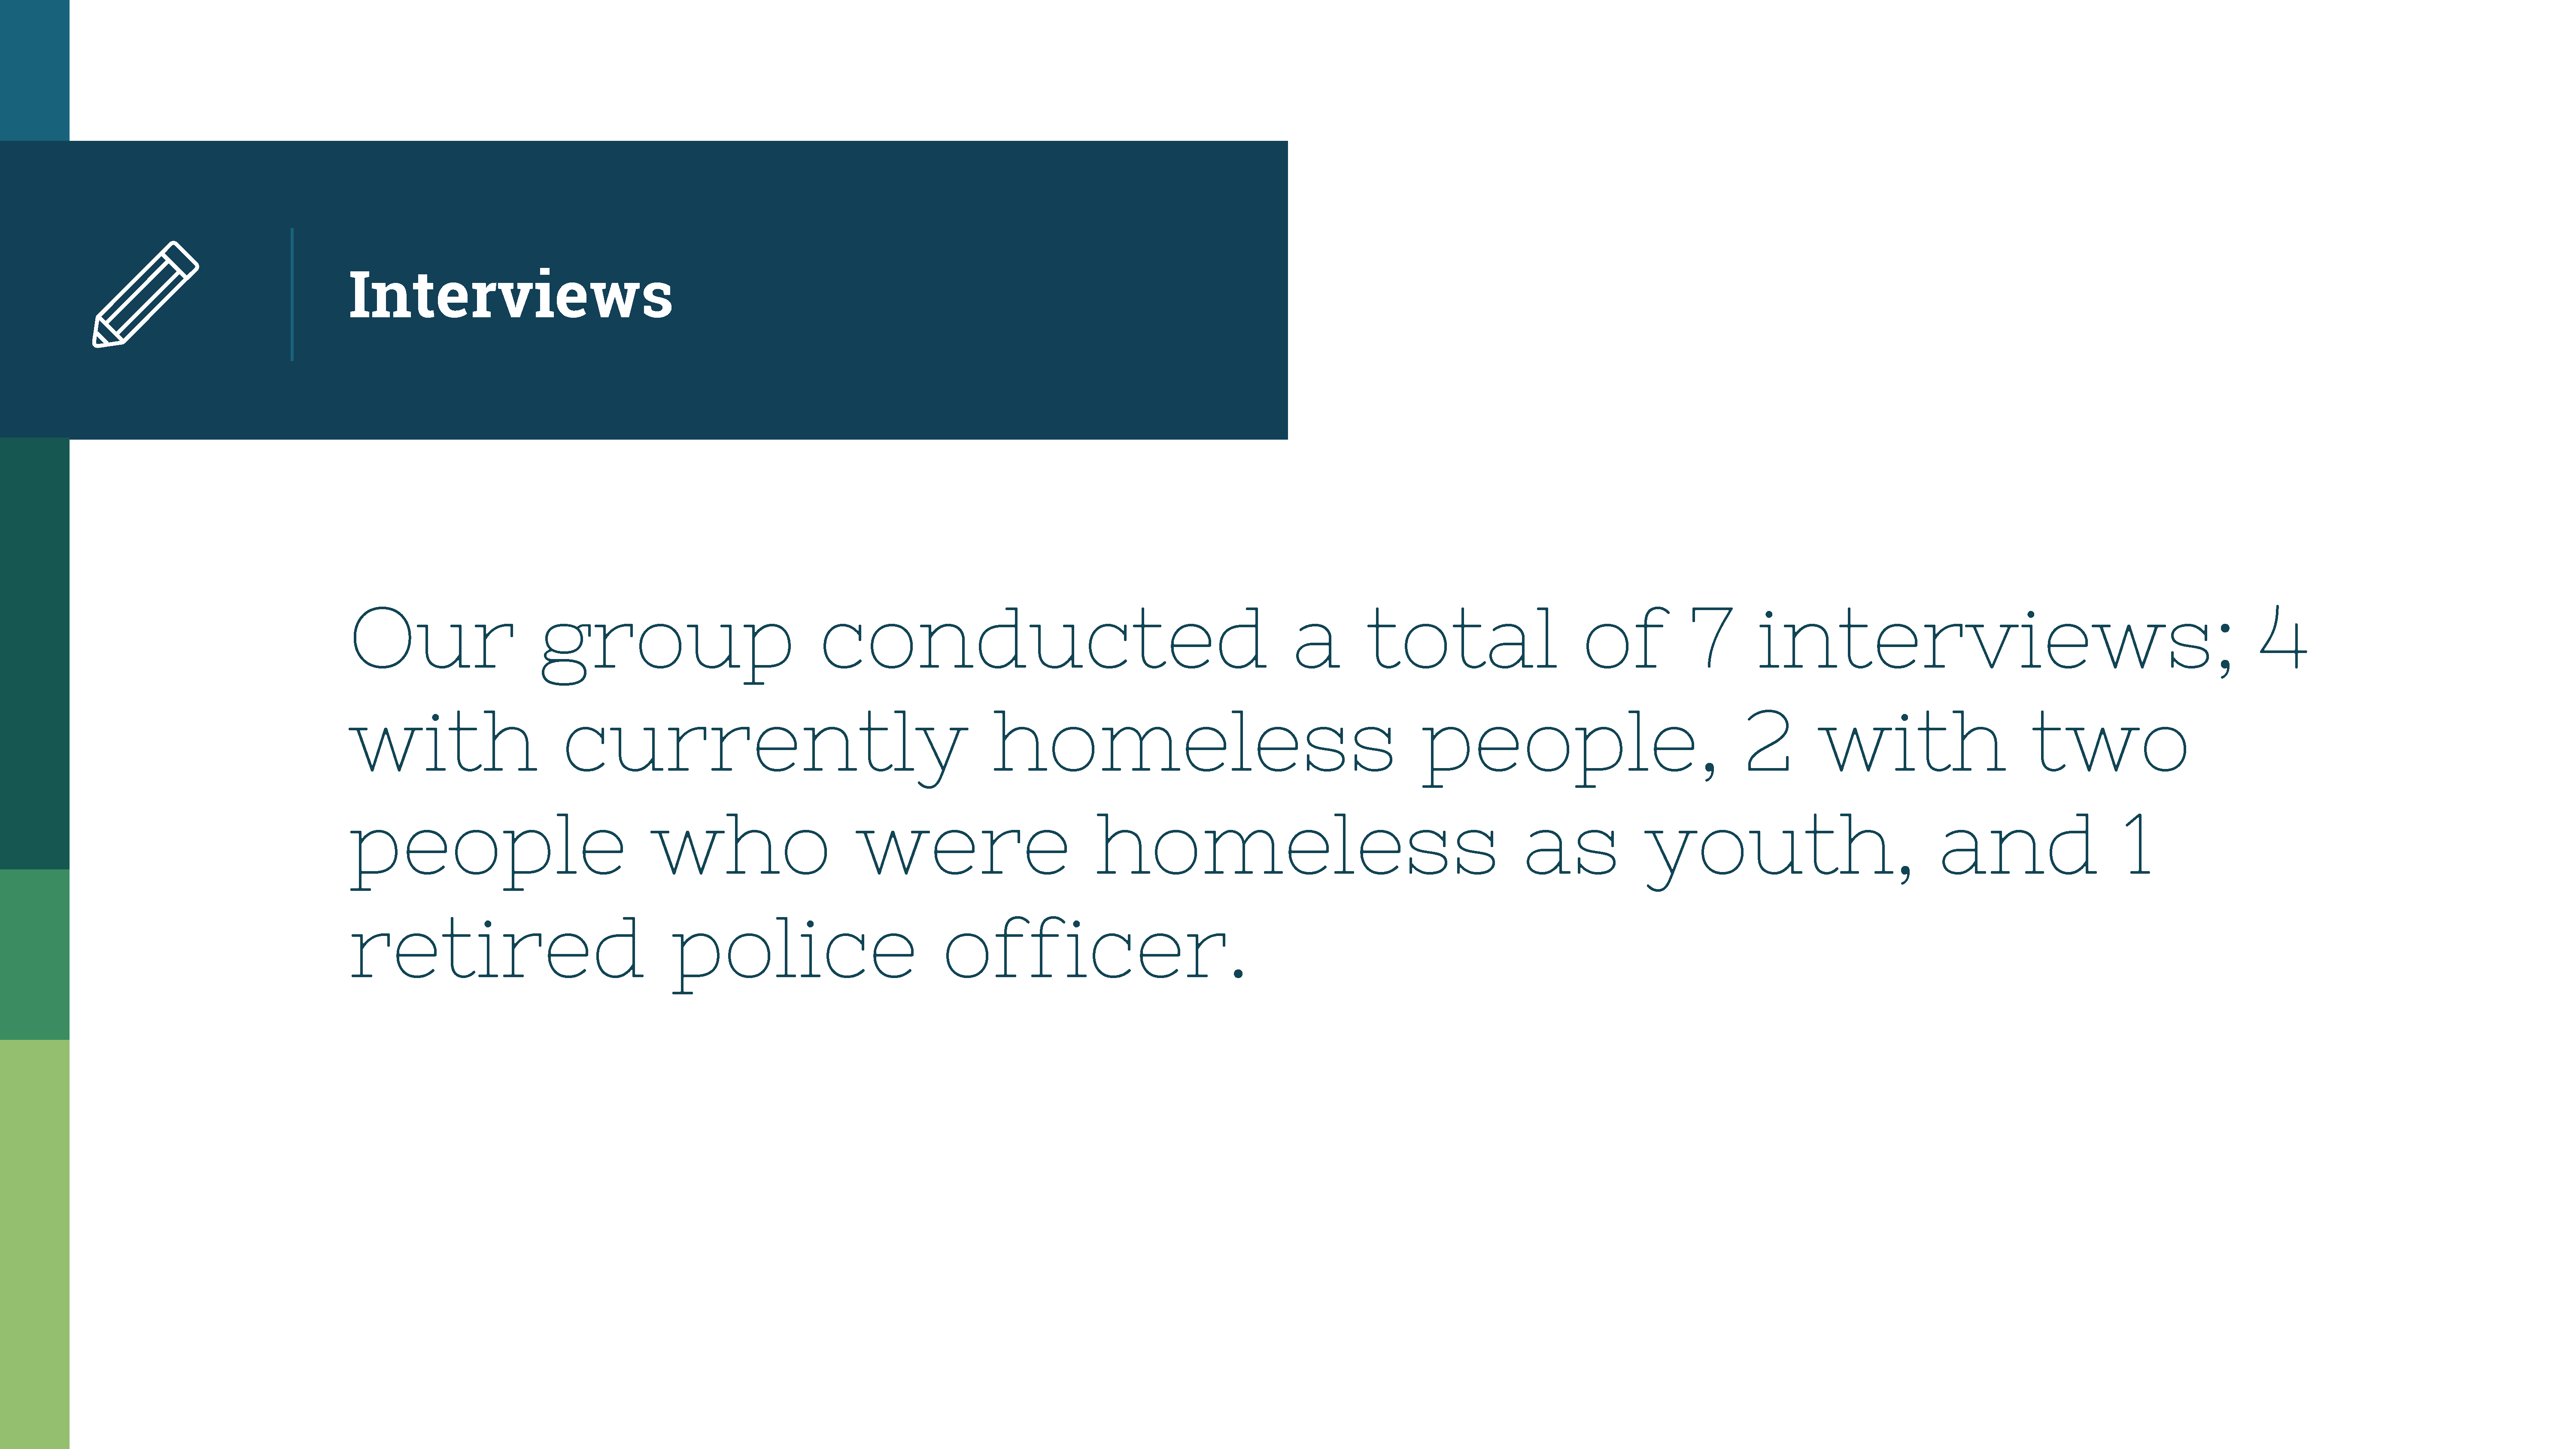 Interviews
Our group conducted a total of 7 interviews; 4
with currently homeless people, 2 with two
people who were homeless as youth, and 1
retired police officer.